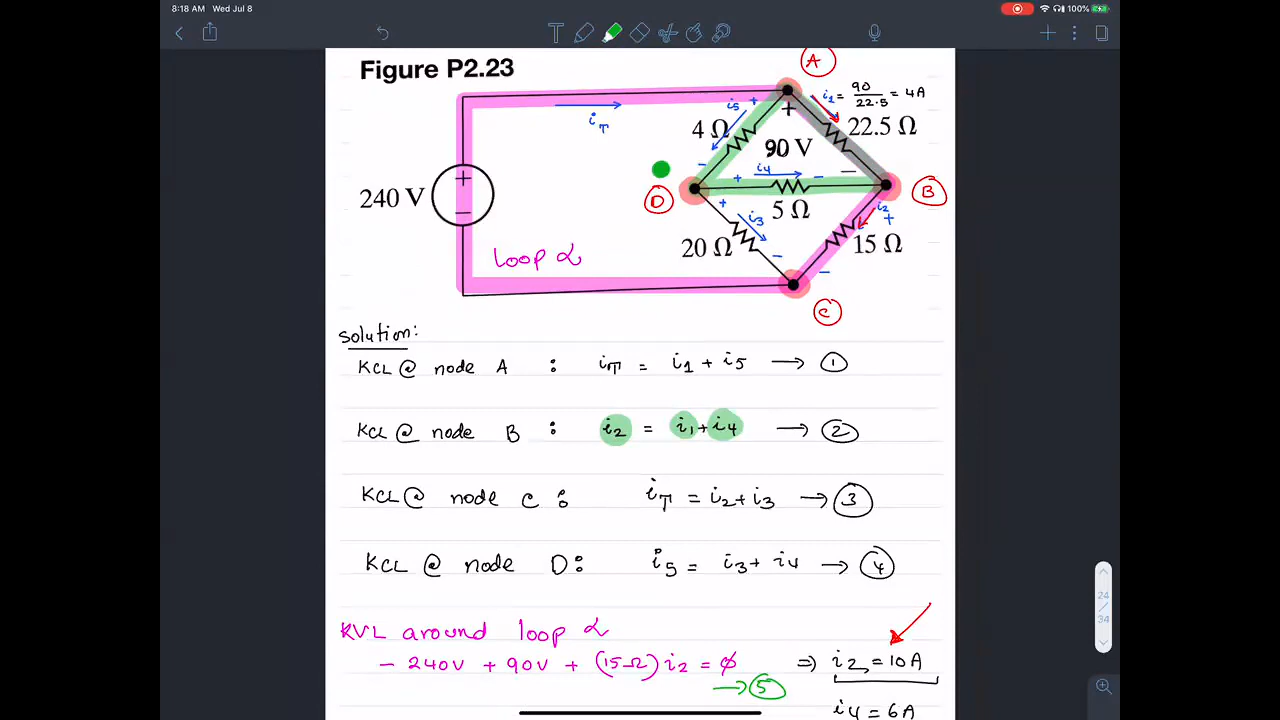 8:18 AM Wed Jul 8
100%
Figure P2.23
A
i1 = 90/22.5 = 4A
i5 +
iT
4 Ω
+
22.5 Ω
90 V
−
i4
+ −
−
240 V
+
−
D
B
5 Ω
+
i3
i2
+
20 Ω
15 Ω
−
−
loop α
C
solution:
KCL @ node A : iT = i1 + i5 → 1
KCL @ node B : i2 = i1 + i4 → 2
KCL @ node C : iT = i2 + i3 → 3
KCL @ node D : i5 = i3 + i4 → 4
KVL around loop α
− 240V + 90V + (15Ω) i2 = ϕ ⇒ i2 = 10A
→ 5
i4 = 6A
24
/
34